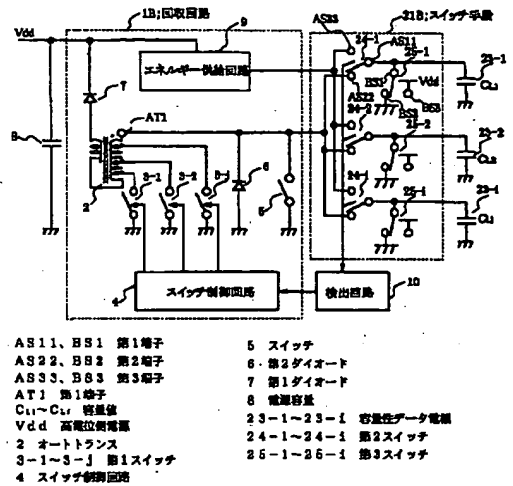 1B;回収回路
9
AS33
24-1
21B;スイッチ手段
AS11
25-1
23-1
Vdd
エネルギー供給回路
BS1
Vdd
7
AS22
BS3
AT1
24-2
BS2
25-2
23-2
8
6
3-1
3-2
3-j
24-i
25-i
23-i
2
5
4
スイッチ制御回路
検出回路
10
AS11、BS1 第1端子
AS22、BS2 第2端子
AS33、BS3 第3端子
AT1 第1端子
CL1~CLi 容量値
Vdd 高電位側電源
2 オートトランス
3-1~3-j 第1スイッチ
4 スイッチ制御回路
5 スイッチ
6 第2ダイオード
7 第1ダイオード
8 電源容量
23-1~23-i 容量性データ電極
24-1~24-i 第2スイッチ
25-1~25-i 第3スイッチ